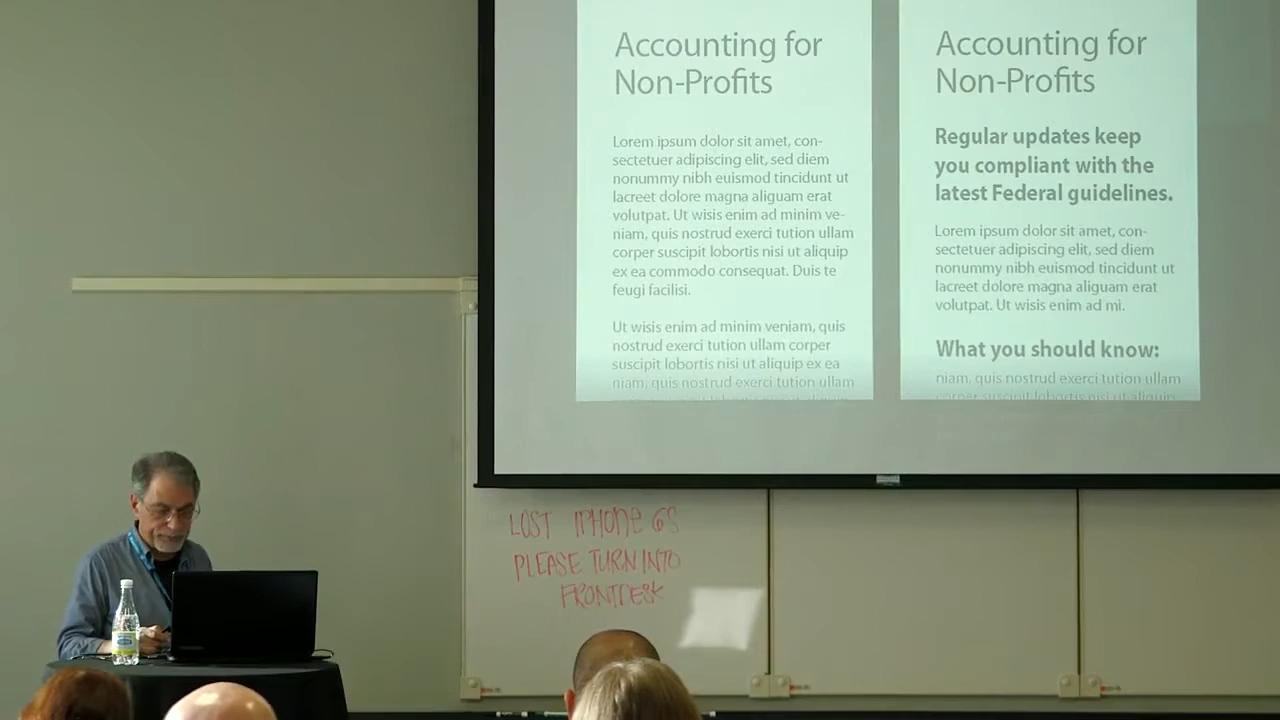 Accounting for
Non-Profits
Lorem ipsum dolor sit amet, con-
sectetuer adipiscing elit, sed diem
nonummy nibh euismod tincidunt ut
lacreet dolore magna aliguam erat
volutpat. Ut wisis enim ad minim ve-
niam, quis nostrud exerci tution ullam
corper suscipit lobortis nisi ut aliquip
ex ea commodo consequat. Duis te
feugi facilisi.
Ut wisis enim ad minim veniam, quis
nostrud exerci tution ullam corper
suscipit lobortis nisi ut aliquip ex ea
niam, quis nostrud exerci tution ullam
Accounting for
Non-Profits
Regular updates keep
you compliant with the
latest Federal guidelines.
Lorem ipsum dolor sit amet, con-
sectetuer adipiscing elit, sed diem
nonummy nibh euismod tincidunt ut
lacreet dolore magna aliguam erat
volutpat. Ut wisis enim ad mi.
What you should know:
niam, quis nostrud exerci tution ullam
corper suscipit lobortis nisi ut aliquip
LOST IPHONE 6S
PLEASE TURN INTO
FRONTDESK